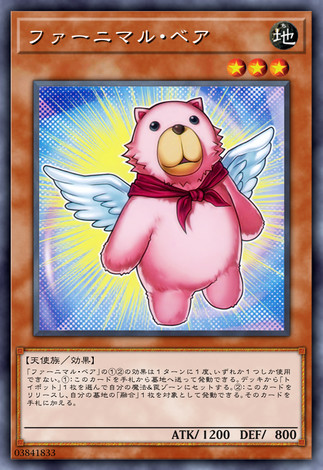 ファーニマル・ベア
地
【天使族／効果】
「ファーニマル・ベア」の①②の効果は１ターンに１度、いずれか１つしか使用
できない。①：このカードを手札から墓地へ送って発動できる。デッキから「ト
イポット」１枚を選んで自分の魔法&罠ゾーンにセットする。②：このカードを
リリースし、自分の墓地の「融合」１枚を対象として発動できる。そのカードを
手札に加える。
ATK/ 1200 DEF/ 800
03841833